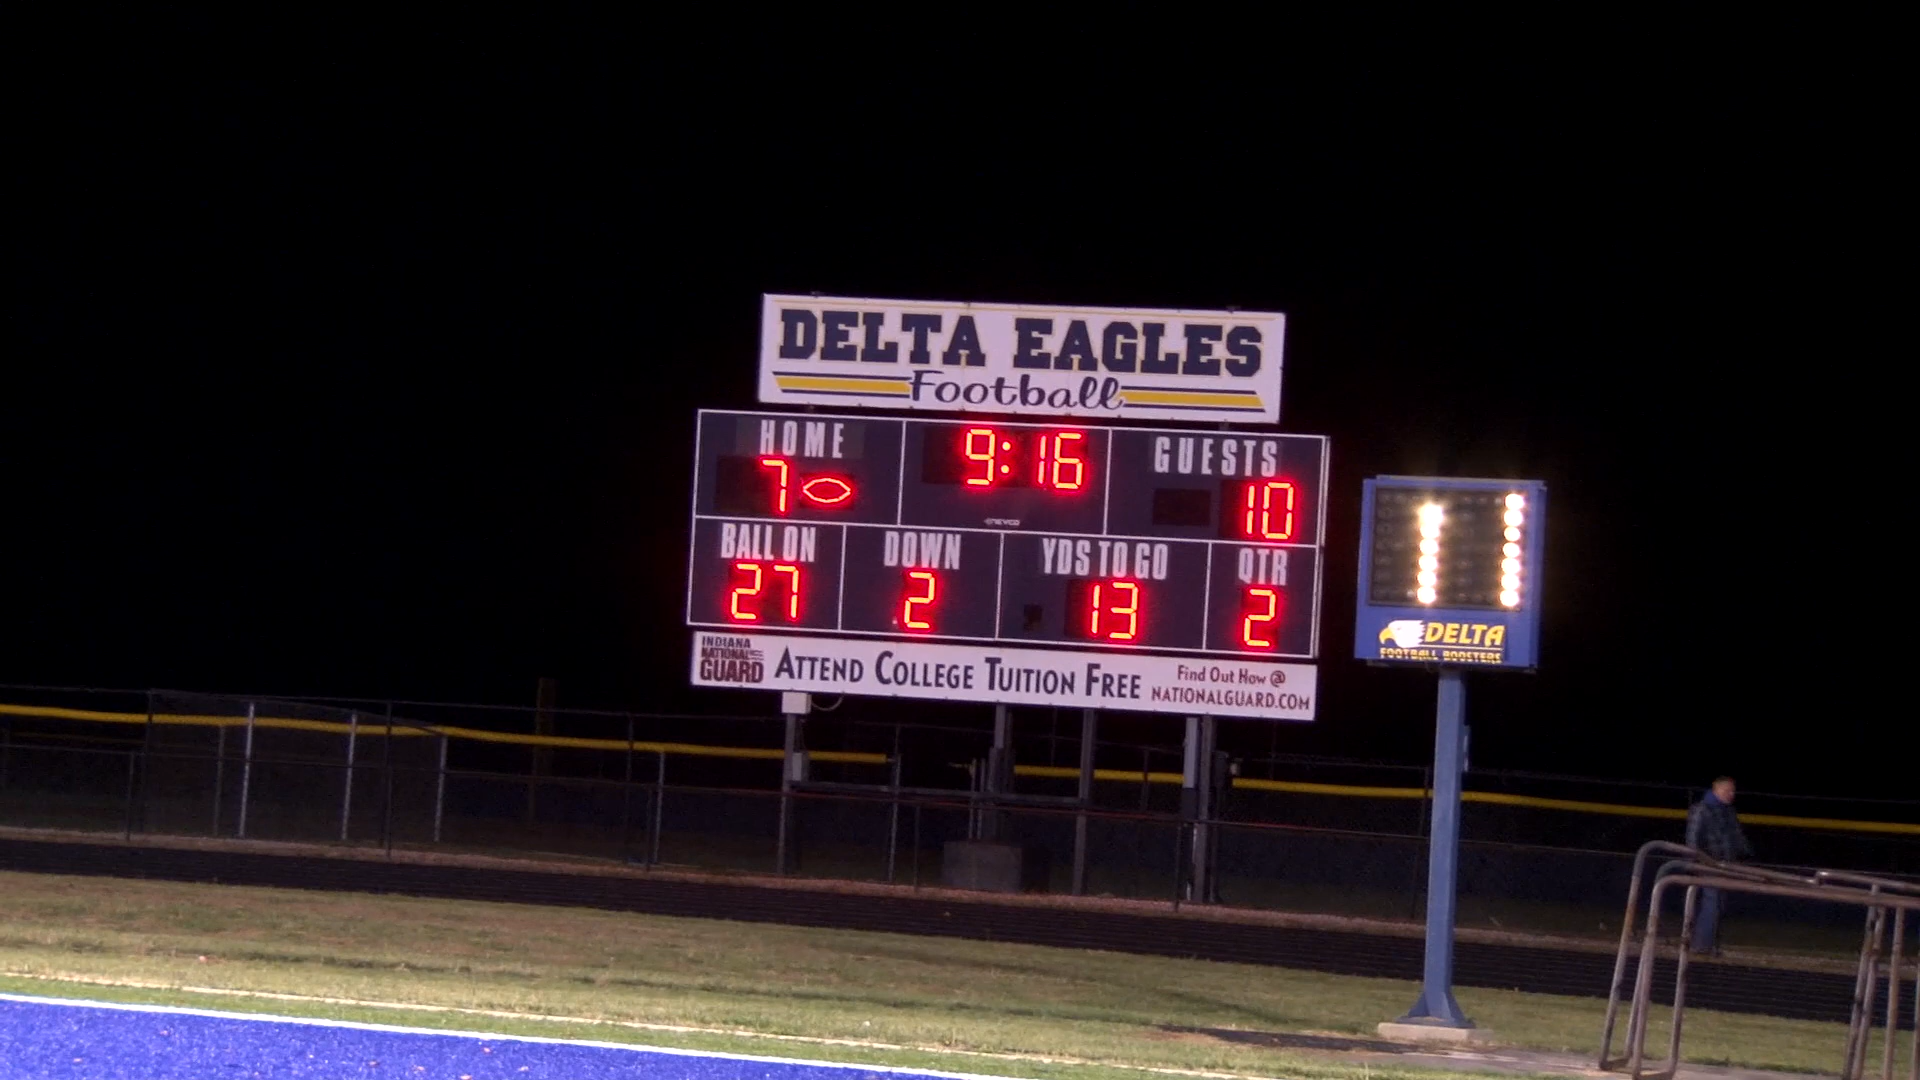 DELTA EAGLES
Football
HOME
9:16
GUESTS
7
10
BALL ON
DOWN
YDS TO GO
QTR
27
2
13
2
INDIANA
NATIONAL
GUARD
ATTEND COLLEGE TUITION FREE
Find Out How @
NATIONALGUARD.COM
11
DELTA
FOOTBALL BOOSTERS